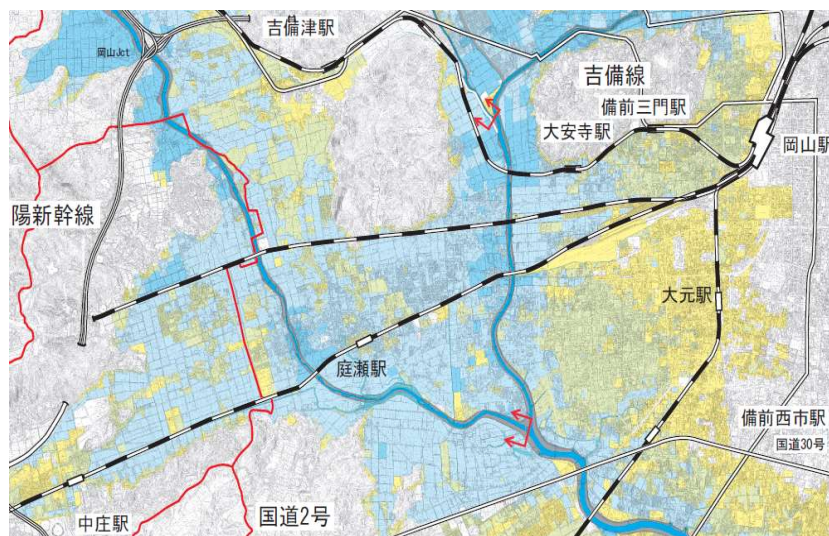 吉備津駅
岡山Jct
吉備線
備前三門駅
大安寺駅
岡山駅
陽新幹線
大元駅
庭瀬駅
備前西市駅
国道30号
国道2号
中庄駅